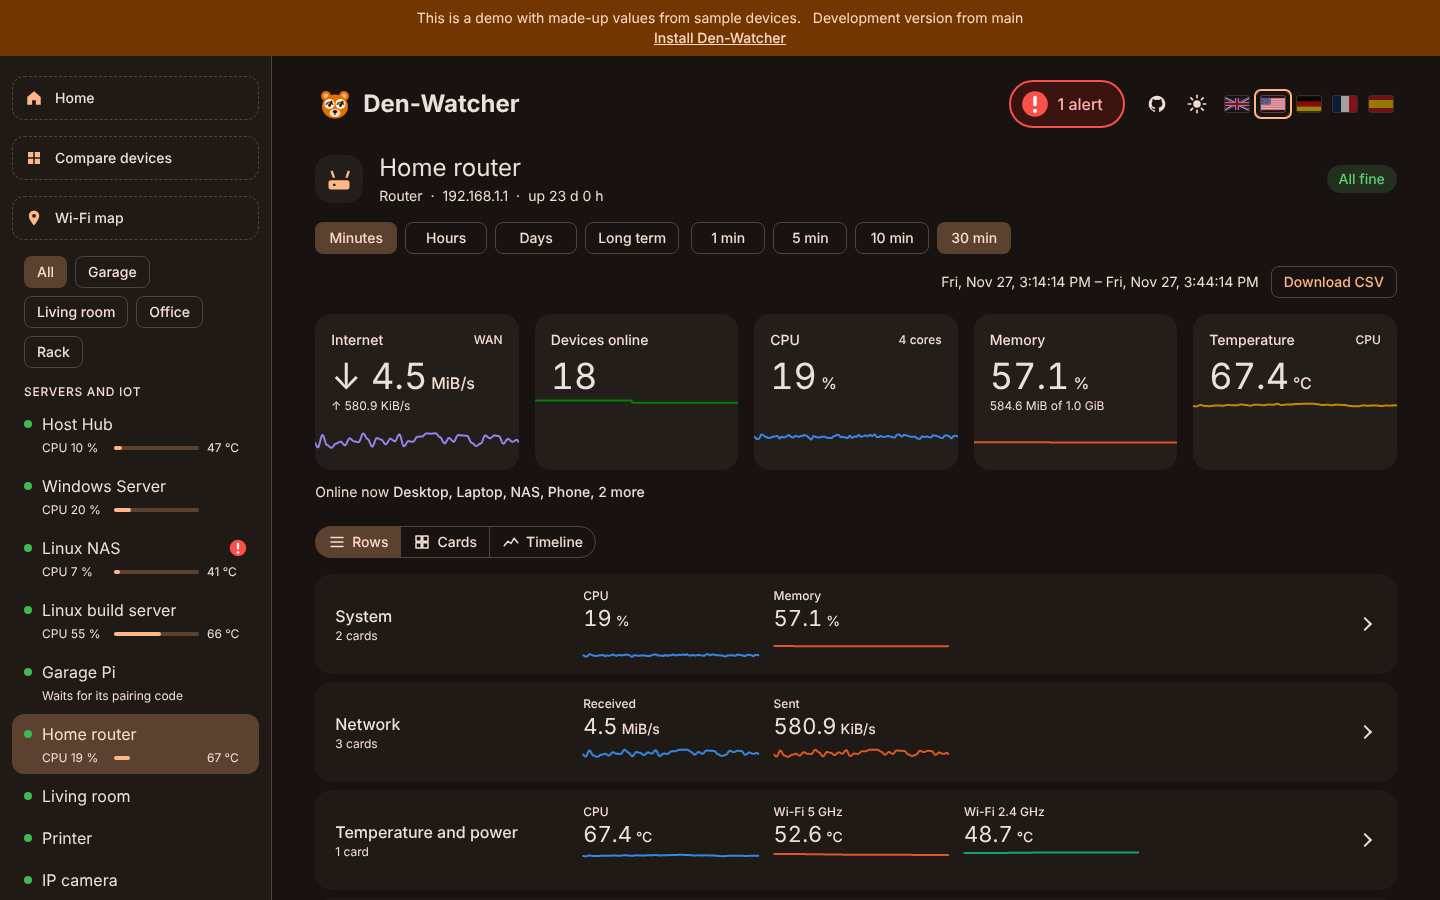 This is a demo with made-up values from sample devices. Development version from main
Install Den-Watcher
Home
Compare devices
Wi-Fi map
All
Garage
Living room
Office
Rack
SERVERS AND IOT
Host Hub
CPU 10 %
47 °C
Windows Server
CPU 20 %
Linux NAS
CPU 7 %
41 °C
Linux build server
CPU 55 %
66 °C
Garage Pi
Waits for its pairing code
Home router
CPU 19 %
67 °C
Living room
Printer
IP camera
Den-Watcher
1 alert
Home router
Router · 192.168.1.1 · up 23 d 0 h
All fine
Minutes
Hours
Days
Long term
1 min
5 min
10 min
30 min
Fri, Nov 27, 3:14:14 PM – Fri, Nov 27, 3:44:14 PM
Download CSV
Internet
WAN
↓ 4.5 MiB/s
↑ 580.9 KiB/s
Devices online
18
CPU
4 cores
19 %
Memory
57.1 %
584.6 MiB of 1.0 GiB
Temperature
CPU
67.4 °C
Online now Desktop, Laptop, NAS, Phone, 2 more
Rows
Cards
Timeline
System
2 cards
CPU
19 %
Memory
57.1 %
Network
3 cards
Received
4.5 MiB/s
Sent
580.9 KiB/s
Temperature and power
1 card
CPU
67.4 °C
Wi-Fi 5 GHz
52.6 °C
Wi-Fi 2.4 GHz
48.7 °C